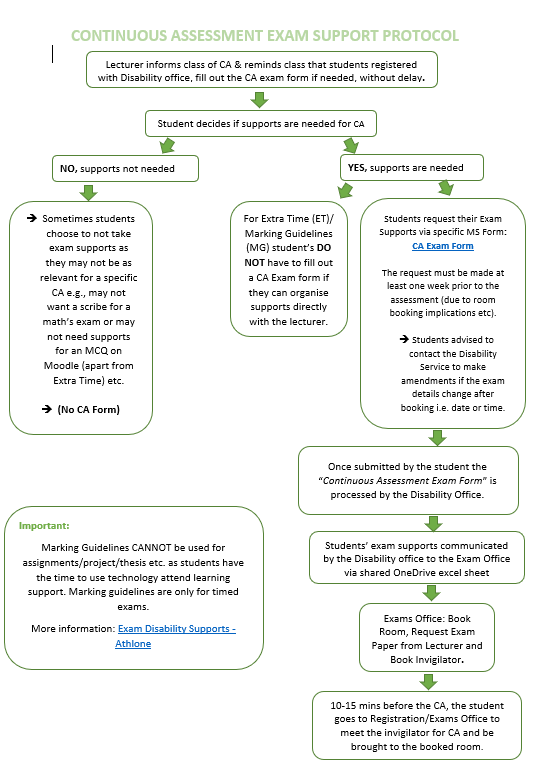 CONTINUOUS ASSESSMENT EXAM SUPPORT PROTOCOL
Lecturer informs class of CA & reminds class that students registered
with Disability office, fill out the CA exam form if needed, without delay.
Student decides if supports are needed for CA
NO, supports not needed
YES, supports are needed
➔ Sometimes students
choose to not take
exam supports as
they may not be as
relevant for a specific
CA e.g., may not
want a scribe for a
math's exam or may
not need supports
for an MCQ on
Moodle (apart from
Extra Time) etc.
➔ (No CA Form)
For Extra Time (ET)/
Marking Guidelines
(MG) student's DO
NOT have to fill out
a CA Exam form if
they can organise
supports directly
with the lecturer.
Students request their Exam
Supports via specific MS Form:
CA Exam Form
The request must be made at
least one week prior to the
assessment (due to room
booking implications etc).
➔ Students advised to
contact the Disability
Service to make
amendments if the exam
details change after
booking i.e. date or time.
Once submitted by the student the
"Continuous Assessment Exam Form" is
processed by the Disability Office.
Students' exam supports communicated
by the Disability office to the Exam Office
via shared OneDrive excel sheet
Exams Office: Book
Room, Request Exam
Paper from Lecturer and
Book Invigilator.
10-15 mins before the CA, the student
goes to Registration/Exams Office to
meet the invigilator for CA and be
brought to the booked room.
Important:
Marking Guidelines CANNOT be used for
assignments/project/thesis etc. as students have
the time to use technology attend learning
support. Marking guidelines are only for timed
exams.
More information: Exam Disability Supports -
Athlone